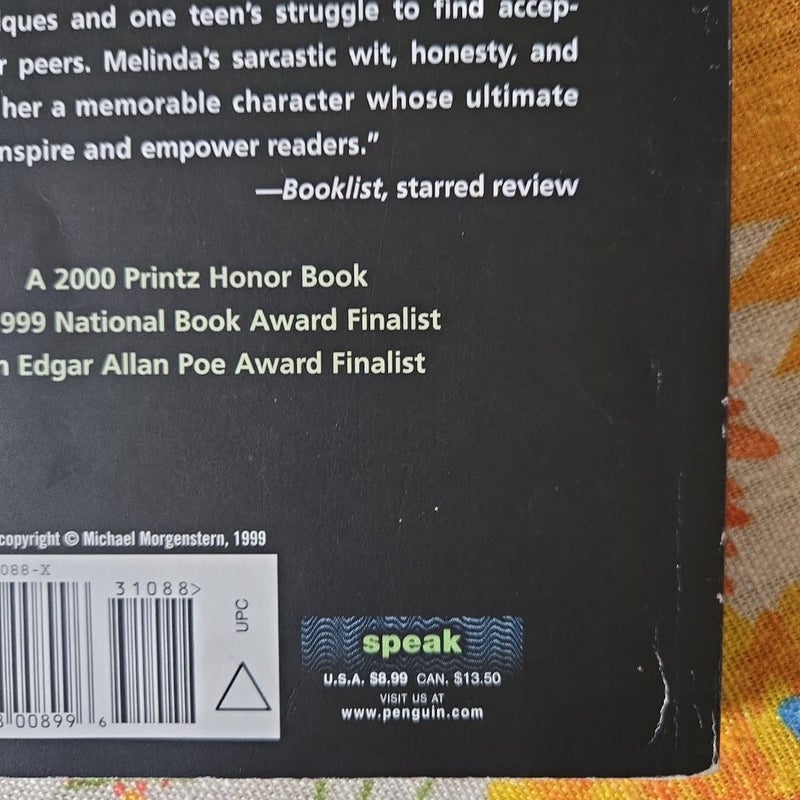 iques and one teen's struggle to find accep-
r peers. Melinda's sarcastic wit, honesty, and
her a memorable character whose ultimate
nspire and empower readers."
—Booklist, starred review
A 2000 Printz Honor Book
999 National Book Award Finalist
n Edgar Allan Poe Award Finalist
copyright © Michael Morgenstern, 1999
088-X
31088>
UPC
00899 6
speak
U.S.A. $8.99 CAN. $13.50
VISIT US AT
www.penguin.com